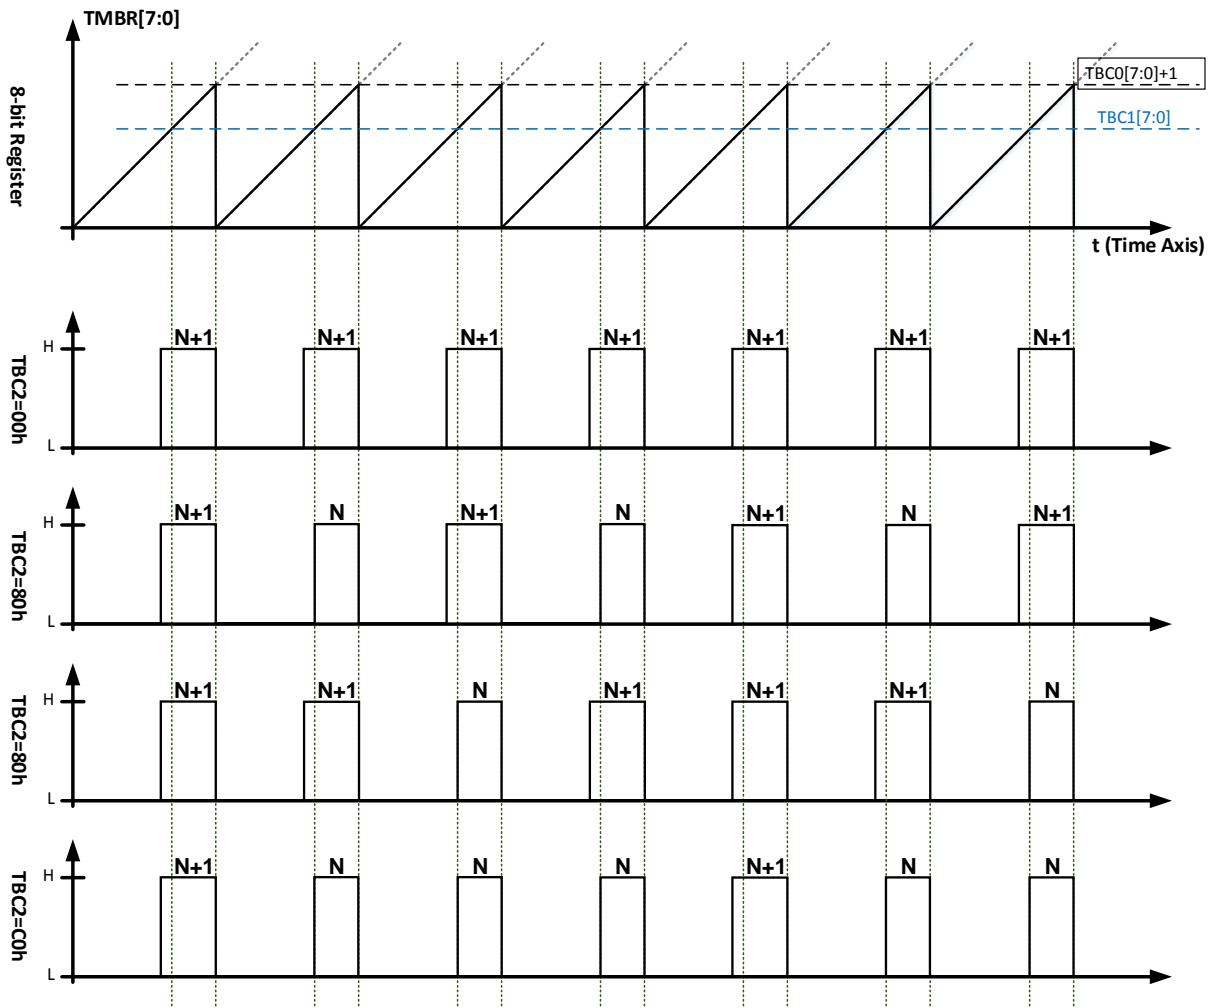 TMBR[7:0]
TBC0[7:0]+1
TBC1[7:0]
8-bit Register
t (Time Axis)
H
N+1 N+1 N+1 N+1 N+1 N+1 N+1
TBC2=00h
L
H
N+1 N N+1 N N+1 N N+1
TBC2=80h
L
H
N+1 N+1 N N+1 N+1 N+1 N
TBC2=80h
L
H
N+1 N N N N+1 N N
TBC2=C0h
L